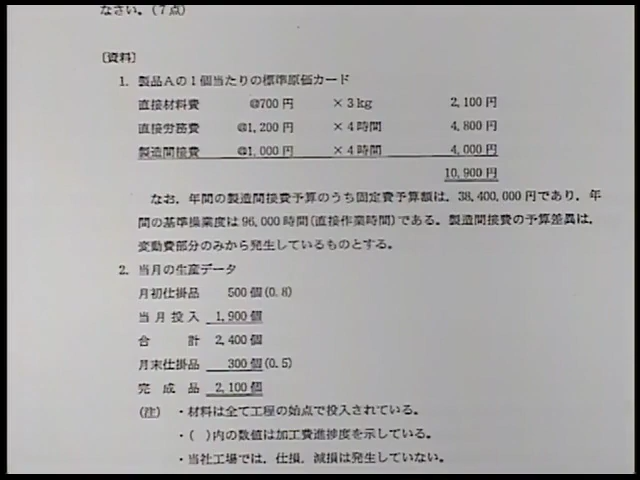 なさい。(7点)
〔資料〕
1. 製品Aの1個当たりの標準原価カード
直接材料費 @700円 ×3kg 2,100円
直接労務費 @1,200円 ×4時間 4,800円
製造間接費 @1,000円 ×4時間 4,000円
10,900円
なお、年間の製造間接費予算のうち固定費予算額は、38,400,000円であり、年
間の基準操業度は96,000時間(直接作業時間)である。製造間接費の予算差異は、
変動費部分のみから発生しているものとする。
2. 当月の生産データ
月初仕掛品 500個(0.8)
当月投入 1,900個
合計 2,400個
月末仕掛品 300個(0.5)
完成品 2,100個
(注) ・材料は全て工程の始点で投入されている。
・( )内の数値は加工費進捗度を示している。
・当社工場では、仕損、減損は発生していない。